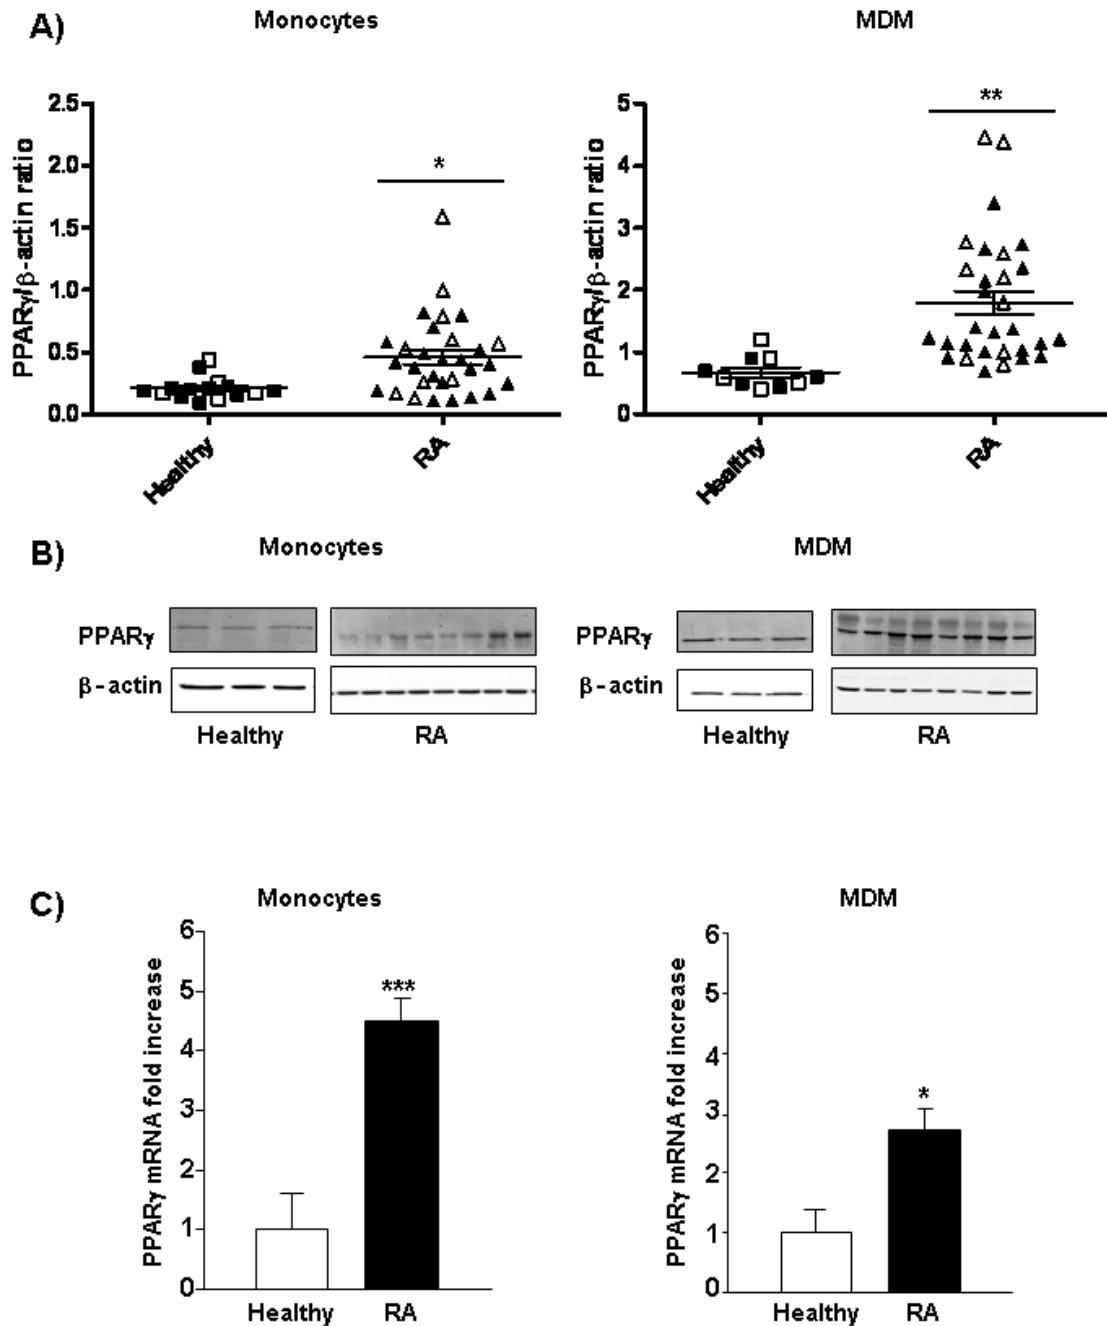 A)
Monocytes
MDM
PPARγ/β-actin ratio
2.5
2.0
1.5
1.0
0.5
0.0
*
Healthy
RA
PPARγ/β-actin ratio
5
4
3
2
1
0
**
Healthy
RA
B)
Monocytes
MDM
PPARγ
β-actin
Healthy
RA
PPARγ
β-actin
Healthy
RA
C)
Monocytes
MDM
PPARγ mRNA fold increase
6
5
4
3
2
1
0
***
Healthy
RA
PPARγ mRNA fold increase
6
5
4
3
2
1
0
*
Healthy
RA